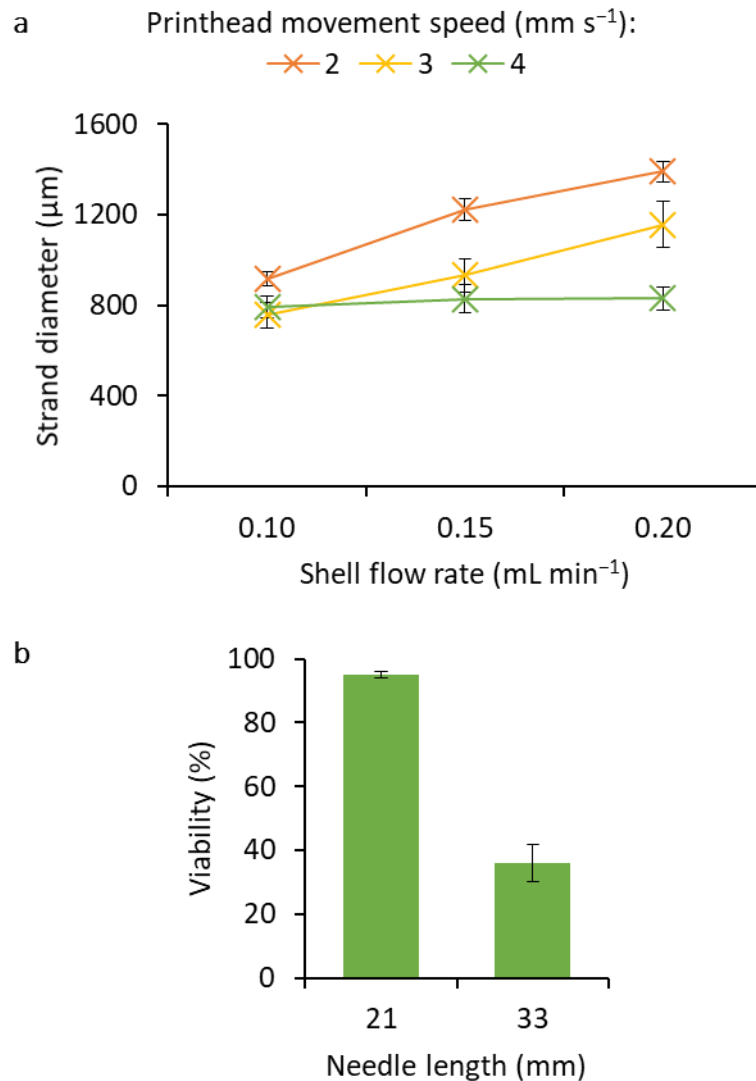 a
Printhead movement speed (mm s⁻¹):
2 3 4
Strand diameter (µm)
1600
1200
800
400
0
0.10 0.15 0.20
Shell flow rate (mL min⁻¹)
b
Viability (%)
100
80
60
40
20
0
21 33
Needle length (mm)